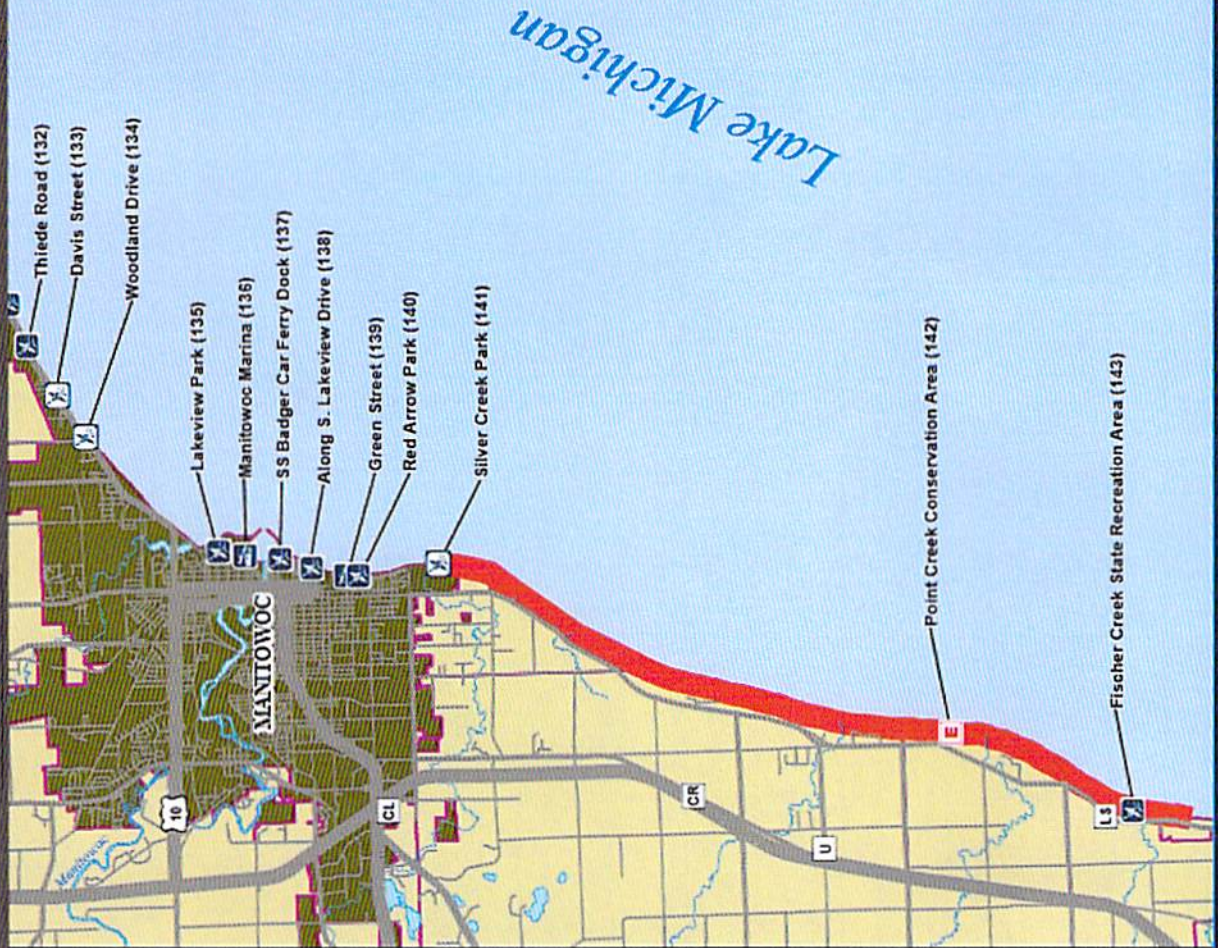 Lake Michigan
Thiede Road (132)
Davis Street (133)
Woodland Drive (134)
Lakeview Park (135)
Manitowoc Marina (136)
SS Badger Car Ferry Dock (137)
Along S. Lakeview Drive (138)
Green Street (139)
Red Arrow Park (140)
Silver Creek Park (141)
MANITOWOC
Manitowoc
10
CL
CR
U
Point Creek Conservation Area (142)
E
Fischer Creek State Recreation Area (143)
LS